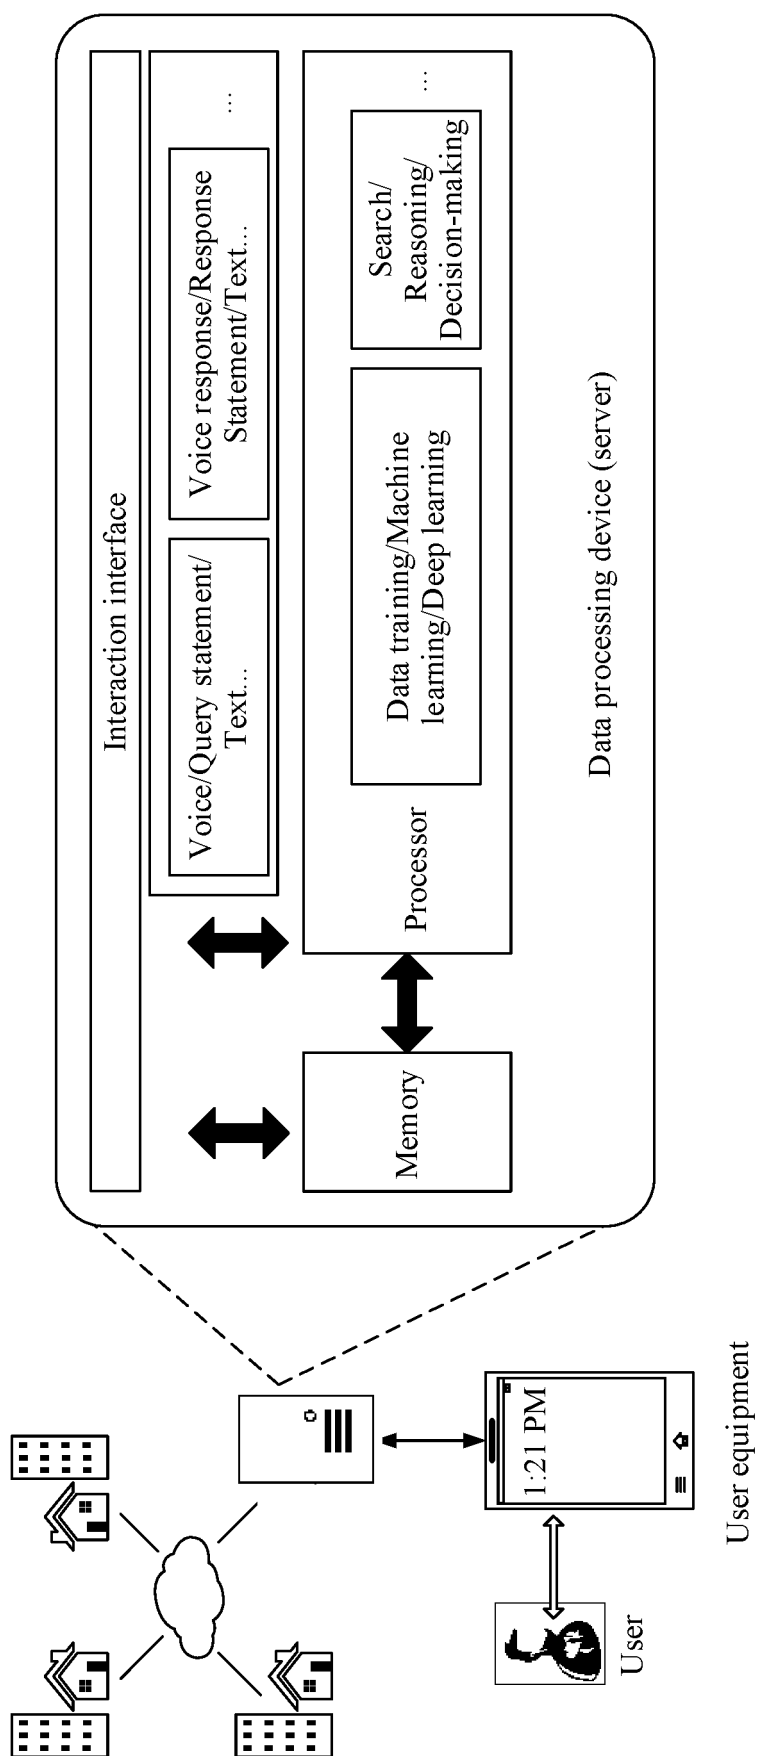 Interaction interface
Voice/Query statement/
Text...
Voice response/Response
Statement/Text...
...
Memory
Processor
Data training/Machine
learning/Deep learning
Search/
Reasoning/
Decision-making
...
Data processing device (server)
1:21 PM
User
User equipment